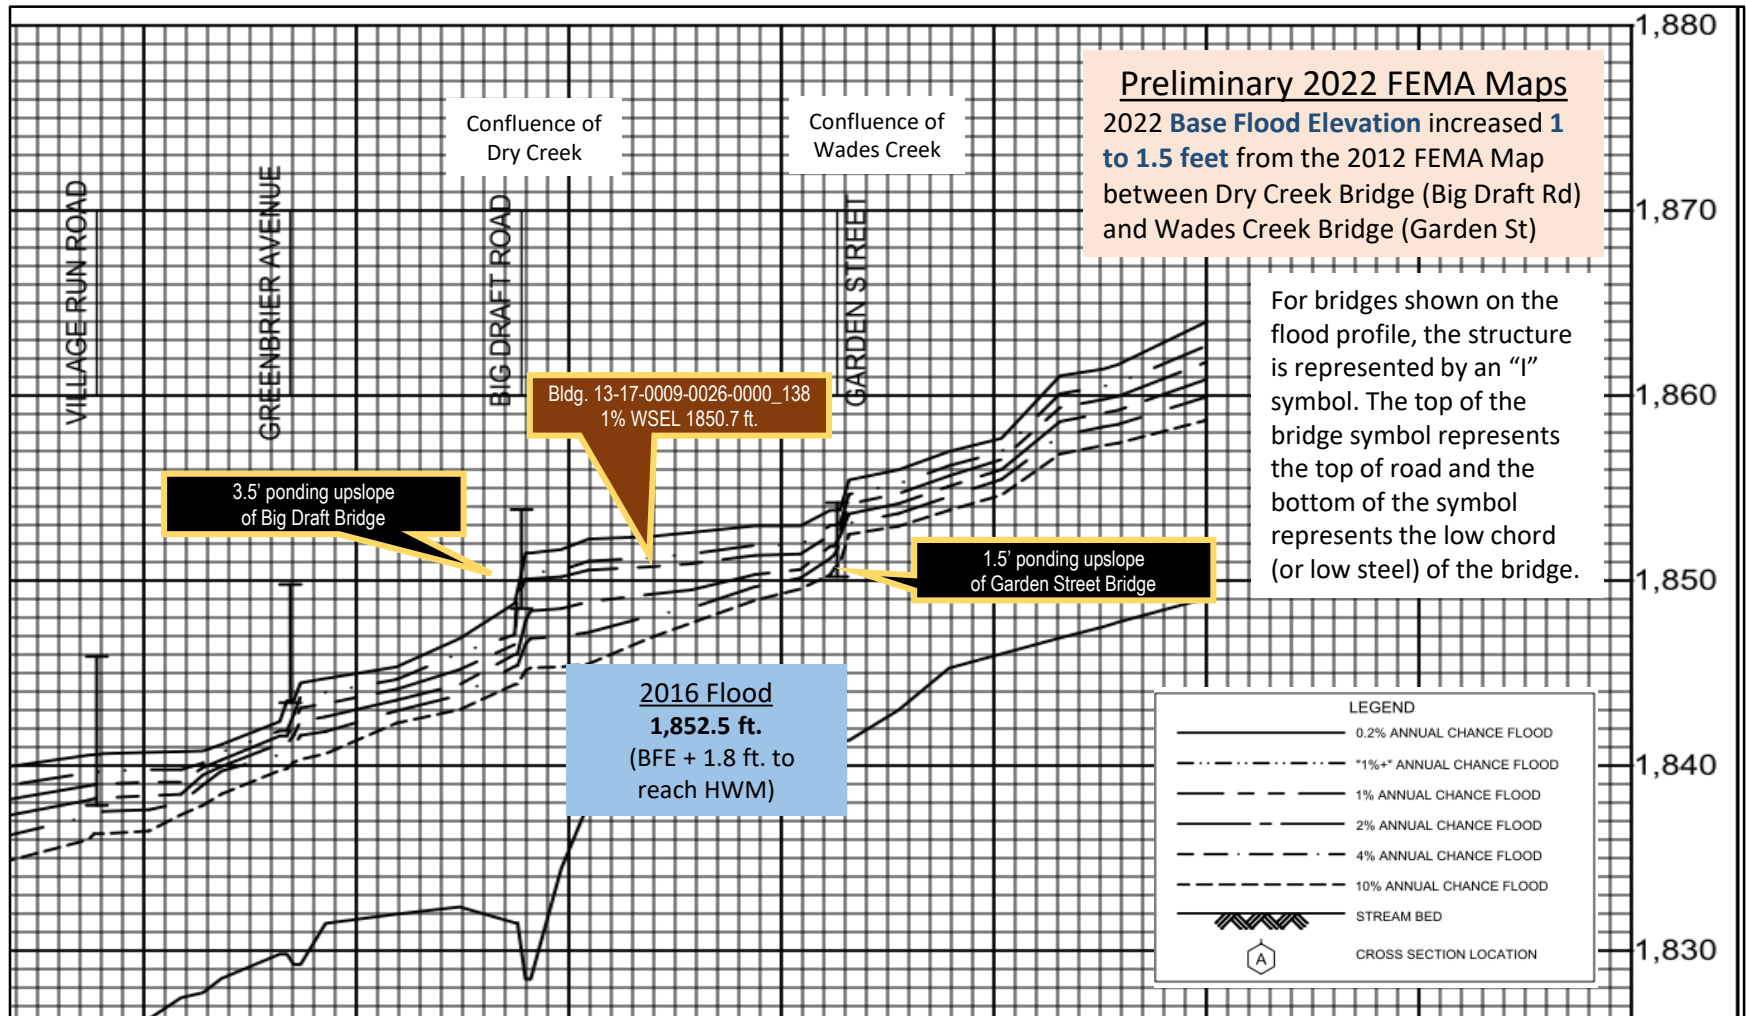 1,880
Preliminary 2022 FEMA Maps
2022 Base Flood Elevation increased 1
to 1.5 feet from the 2012 FEMA Map
between Dry Creek Bridge (Big Draft Rd)
and Wades Creek Bridge (Garden St)
Confluence of
Dry Creek
Confluence of
Wades Creek
VILLAGE RUN ROAD
GREENBRIER AVENUE
BIG DRAFT ROAD
GARDEN STREET
1,870
For bridges shown on the
flood profile, the structure
is represented by an “I”
symbol. The top of the
bridge symbol represents
the top of road and the
bottom of the symbol
represents the low chord
(or low steel) of the bridge.
1,860
Bldg. 13-17-0009-0026-0000_138
1% WSEL 1850.7 ft.
3.5' ponding upslope
of Big Draft Bridge
1.5' ponding upslope
of Garden Street Bridge
1,850
2016 Flood
1,852.5 ft.
(BFE + 1.8 ft. to
reach HWM)
LEGEND
0.2% ANNUAL CHANCE FLOOD
"1%+" ANNUAL CHANCE FLOOD
1% ANNUAL CHANCE FLOOD
2% ANNUAL CHANCE FLOOD
4% ANNUAL CHANCE FLOOD
10% ANNUAL CHANCE FLOOD
STREAM BED
A
CROSS SECTION LOCATION
1,840
1,830